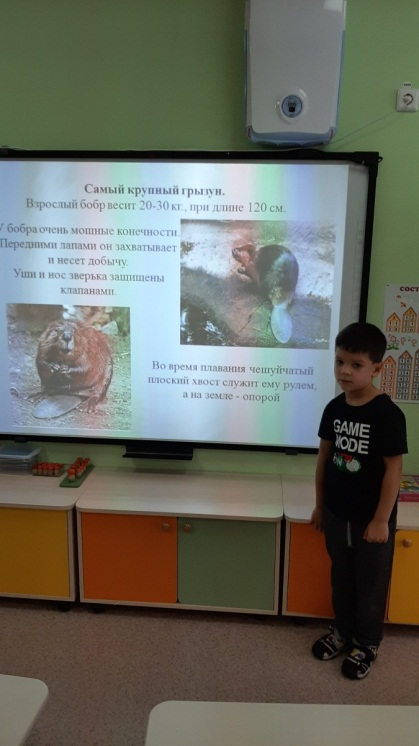 Самый крупный грызун.
Взрослый бобр весит 20-30 кг., при длине 120 см.
У бобра очень мощные конечности.
Передними лапами он захватывает
и несет добычу.
Уши и нос зверька защищены
клапанами.
Во время плавания чешуйчатый
плоский хвост служит ему рулем,
а на земле - опорой
СОСТ
GAME
MODE